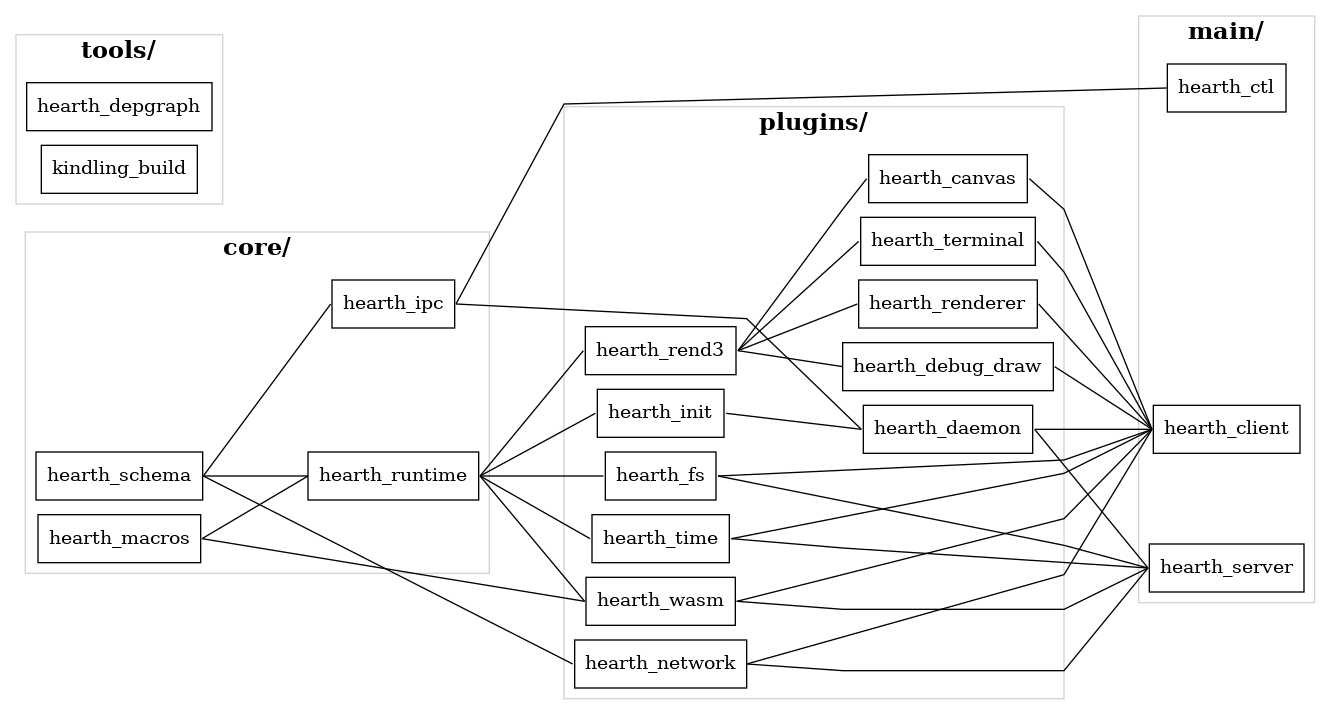 tools/
hearth_depgraph
kindling_build
core/
hearth_ipc
hearth_schema
hearth_runtime
hearth_macros
plugins/
hearth_canvas
hearth_terminal
hearth_renderer
hearth_rend3
hearth_debug_draw
hearth_init
hearth_daemon
hearth_fs
hearth_time
hearth_wasm
hearth_network
main/
hearth_ctl
hearth_client
hearth_server